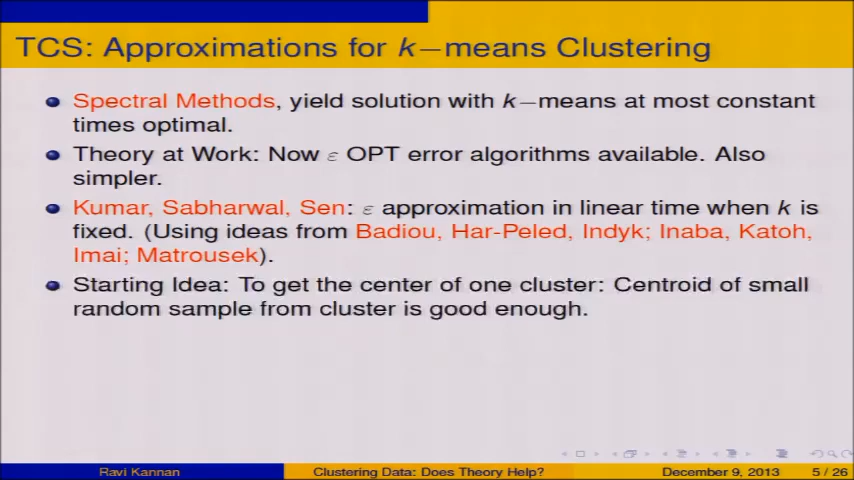 TCS: Approximations for k−means Clustering
Spectral Methods, yield solution with k−means at most constant
times optimal.
Theory at Work: Now ε OPT error algorithms available. Also
simpler.
Kumar, Sabharwal, Sen: ε approximation in linear time when k is
fixed. (Using ideas from Badiou, Har-Peled, Indyk; Inaba, Katoh,
Imai; Matrousek).
Starting Idea: To get the center of one cluster: Centroid of small
random sample from cluster is good enough.
Ravi Kannan
Clustering Data: Does Theory Help?
December 9, 2013
5 / 26